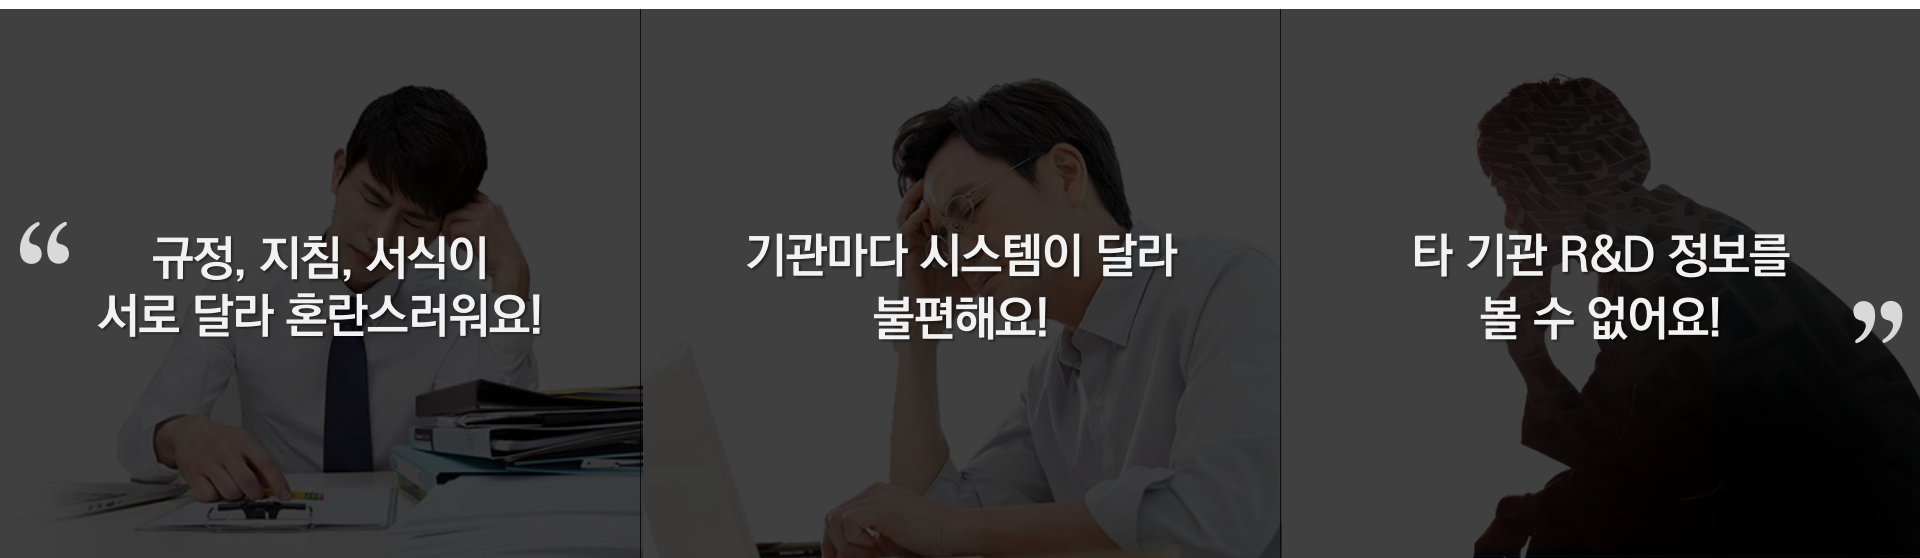 “ 규정, 지침, 서식이
서로 달라 혼란스러워요!
기관마다 시스템이 달라
불편해요!
타 기관 R&D 정보를
볼 수 없어요! ”